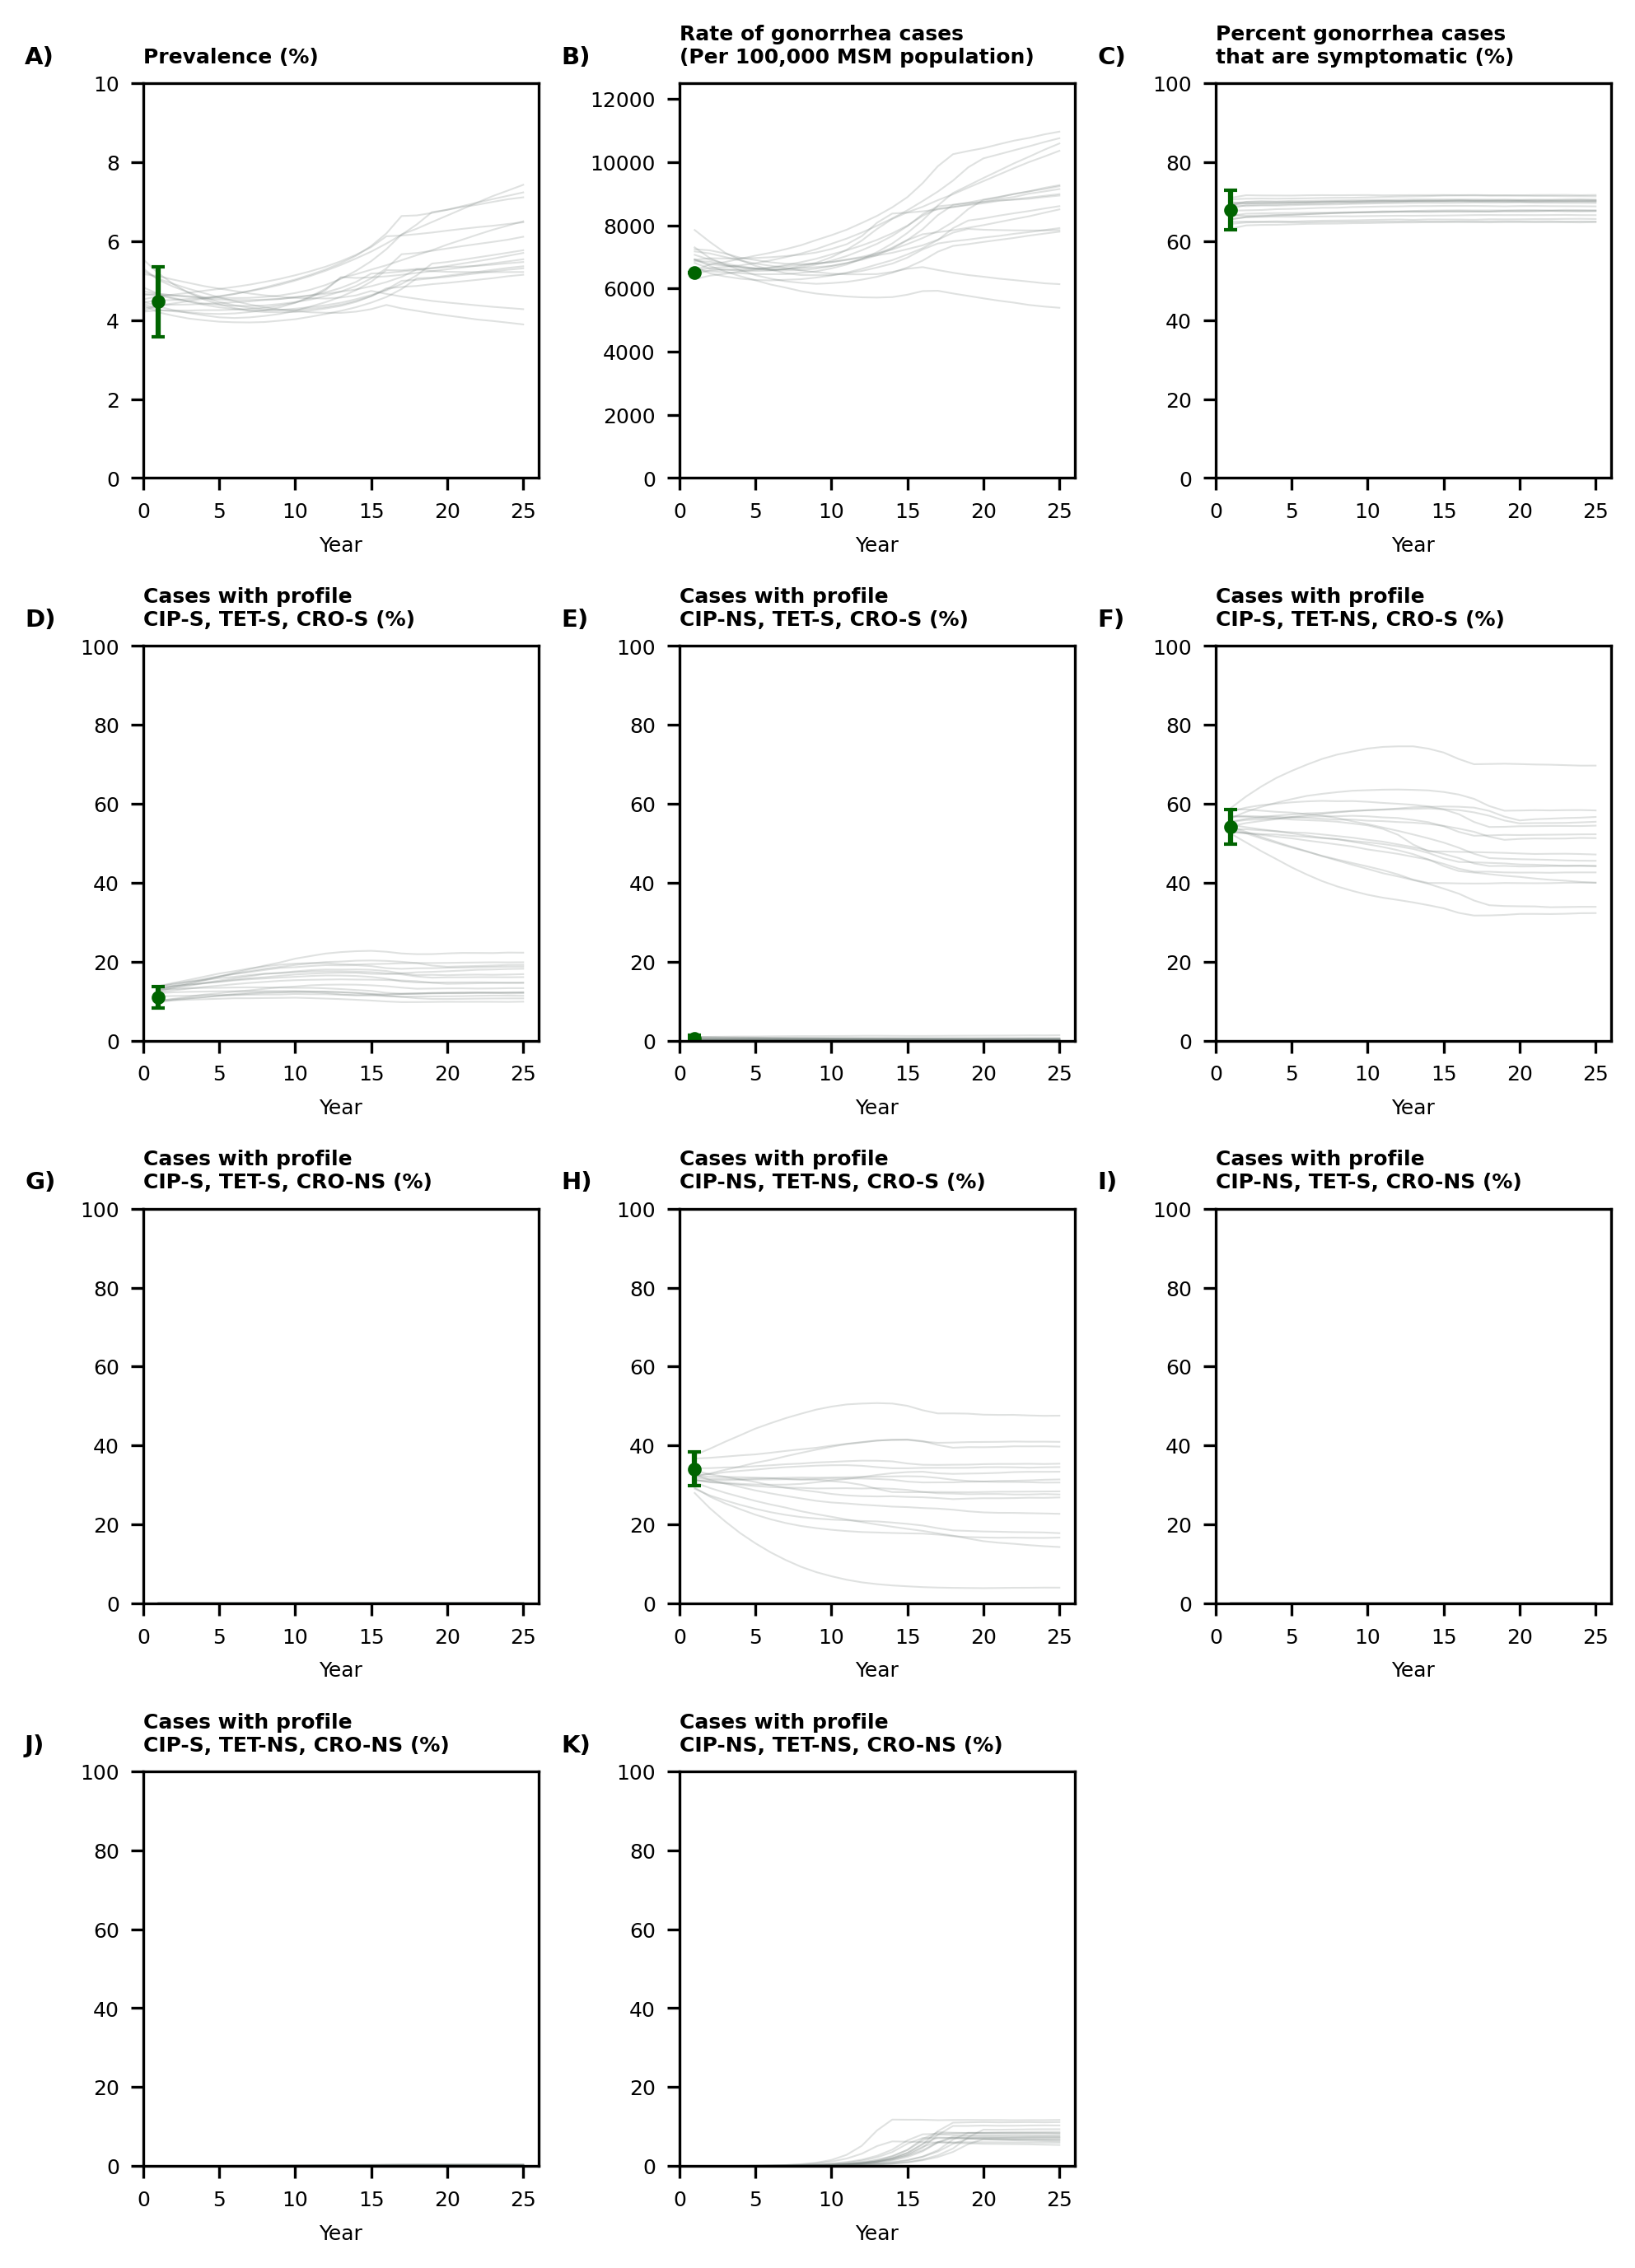 A)
Prevalence (%)
10
8
6
4
2
0
0 5 10 15 20 25
Year
B)
Rate of gonorrhea cases
(Per 100,000 MSM population)
12000
10000
8000
6000
4000
2000
0
0 5 10 15 20 25
Year
C)
Percent gonorrhea cases
that are symptomatic (%)
100
80
60
40
20
0
0 5 10 15 20 25
Year
D)
Cases with profile
CIP-S, TET-S, CRO-S (%)
100
80
60
40
20
0
0 5 10 15 20 25
Year
E)
Cases with profile
CIP-NS, TET-S, CRO-S (%)
100
80
60
40
20
0
0 5 10 15 20 25
Year
F)
Cases with profile
CIP-S, TET-NS, CRO-S (%)
100
80
60
40
20
0
0 5 10 15 20 25
Year
G)
Cases with profile
CIP-S, TET-S, CRO-NS (%)
100
80
60
40
20
0
0 5 10 15 20 25
Year
H)
Cases with profile
CIP-NS, TET-NS, CRO-S (%)
100
80
60
40
20
0
0 5 10 15 20 25
Year
I)
Cases with profile
CIP-NS, TET-S, CRO-NS (%)
100
80
60
40
20
0
0 5 10 15 20 25
Year
J)
Cases with profile
CIP-S, TET-NS, CRO-NS (%)
100
80
60
40
20
0
0 5 10 15 20 25
Year
K)
Cases with profile
CIP-NS, TET-NS, CRO-NS (%)
100
80
60
40
20
0
0 5 10 15 20 25
Year